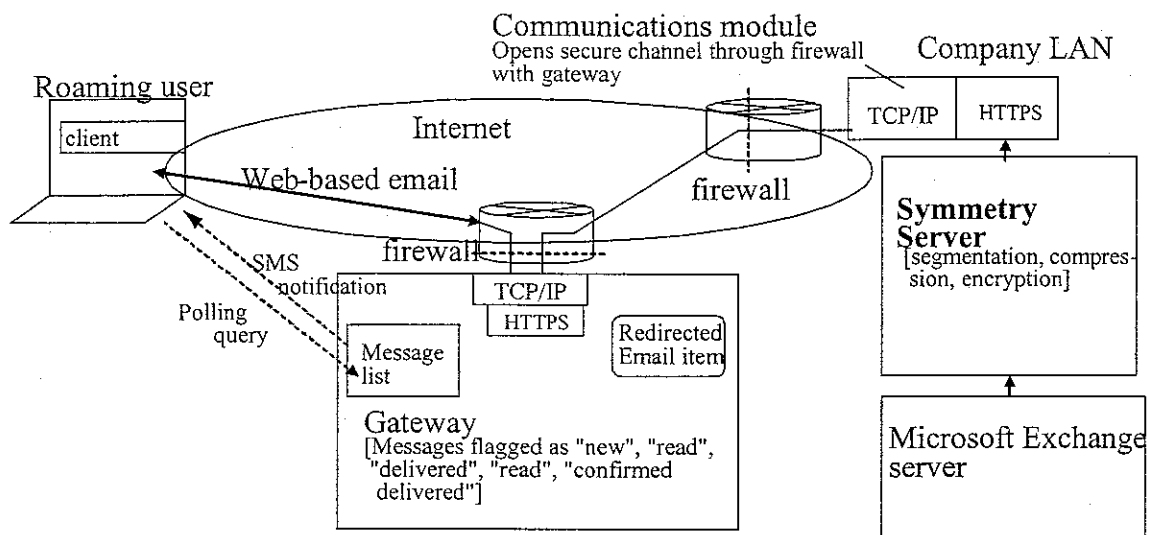 Communications module
Opens secure channel through firewall
with gateway
Company LAN
Roaming user
client
Internet
TCP/IP
HTTPS
Web-based email
firewall
Symmetry
Server
[segmentation, compres-
sion, encryption]
firewall
SMS
notification
Polling
query
TCP/IP
HTTPS
Message
list
Redirected
Email item
Gateway
[Messages flagged as "new", "read",
"delivered", "read", "confirmed
delivered"]
Microsoft Exchange
server